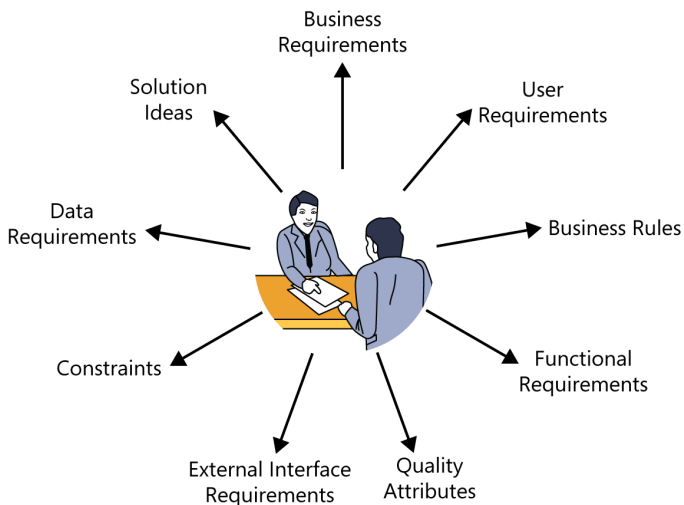 Business
Requirements
Solution
Ideas
User
Requirements
Data
Requirements
Business Rules
Constraints
Functional
Requirements
External Interface
Requirements
Quality
Attributes